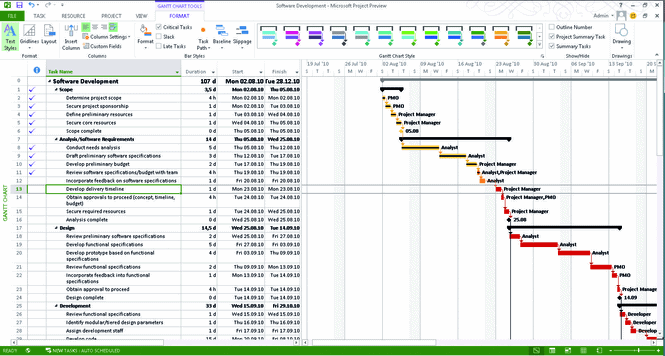 GANTT CHART TOOLS
Software Development - Microsoft Project Preview
FILE TASK RESOURCE PROJECT VIEW FORMAT
Admin
Text Styles
Gridlines
Layout
Insert Column
Column Settings
Custom Fields
Format
Critical Tasks
Slack
Late Tasks
Task Path
Baseline
Slippage
Outline Number
Project Summary Task
Summary Tasks
Drawing
Format
Columns
Bar Styles
Gantt Chart Style
Show/Hide
Drawings
Task Name Duration Start Finish
19 Jul '10 26 Jul '10 02 Aug '10 09 Aug '10 16 Aug '10 23 Aug '10 30 Aug '10 06 Sep '10 13 Sep '10
0 Software Development 107 d Mon 02.08.10 Tue 28.12.10
1 Scope 3,5 d Mon 02.08.10 Thu 05.08.10
2 Determine project scope 4 h Mon 02.08.10 Mon 02.08.10 PMO
3 Secure project sponsorship 1 d Mon 02.08.10 Tue 03.08.10 PMO
4 Define preliminary resources 1 d Tue 03.08.10 Wed 04.08.10 Project Manager
5 Secure core resources 1 d Wed 04.08.10 Thu 05.08.10 Project Manager
6 Scope complete 0 d Thu 05.08.10 Thu 05.08.10 05.08
7 Analysis/Software Requirements 14 d Thu 05.08.10 Wed 25.08.10
8 Conduct needs analysis 5 d Thu 05.08.10 Thu 12.08.10 Analyst
9 Draft preliminary software specifications 3 d Thu 12.08.10 Tue 17.08.10 Analyst
10 Develop preliminary budget 2 d Tue 17.08.10 Thu 19.08.10 Project Manager
11 Review software specifications/budget with team 4 h Thu 19.08.10 Thu 19.08.10 Analyst,Project Manager
12 Incorporate feedback on software specifications 1 d Fri 20.08.10 Fri 20.08.10 Analyst
13 Develop delivery timeline 1 d Mon 23.08.10 Mon 23.08.10 Project Manager
14 Obtain approvals to proceed (concept, timeline, budget) 4 h Tue 24.08.10 Tue 24.08.10 Project Manager,PMO
15 Secure required resources 1 d Tue 24.08.10 Wed 25.08.10 Project Manager
16 Analysis complete 0 d Wed 25.08.10 Wed 25.08.10 25.08
17 Design 14,5 d Wed 25.08.10 Tue 14.09.10
18 Review preliminary software specifications 2 d Wed 25.08.10 Fri 27.08.10 Analyst
19 Develop functional specifications 5 d Fri 27.08.10 Fri 03.09.10 Analyst
20 Develop prototype based on functional specifications 4 d Fri 03.09.10 Thu 09.09.10 Analyst
21 Review functional specifications 2 d Thu 09.09.10 Mon 13.09.10 PMO
22 Incorporate feedback into functional specifications 1 d Mon 13.09.10 Tue 14.09.10 PMO
23 Obtain approval to proceed 4 h Tue 14.09.10 Tue 14.09.10 Project Manager
24 Design complete 0 d Tue 14.09.10 Tue 14.09.10 14.09
25 Development
26 Review functional specifications 1 d Wed 15.09.10 Wed 15.09.10 Developer
27 Identify modular/tiered design parameters 1 d Thu 16.09.10 Thu 16.09.10 Developer
28 Assign development staff 1 d Fri 17.09.10 Fri 17.09.10
GANTT CHART
NEW TASKS : AUTO SCHEDULED